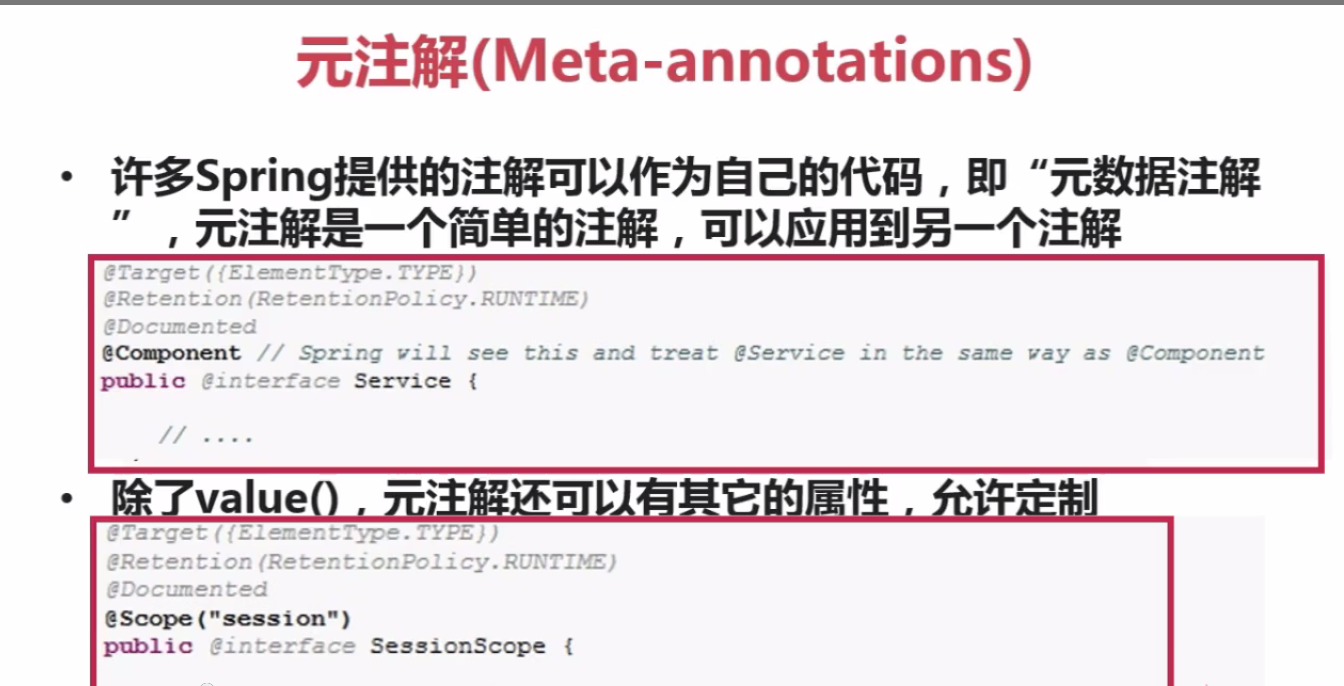 元注解(Meta-annotations)
• 许多Spring提供的注解可以作为自己的代码，即“元数据注解
”，元注解是一个简单的注解，可以应用到另一个注解
@Target({ElementType.TYPE})
@Retention(RetentionPolicy.RUNTIME)
@Documented
@Component // Spring will see this and treat @Service in the same way as @Component
public @interface Service {
// ....
• 除了value()，元注解还可以有其它的属性，允许定制
@Target({ElementType.TYPE})
@Retention(RetentionPolicy.RUNTIME)
@Documented
@Scope("session")
public @interface SessionScope {